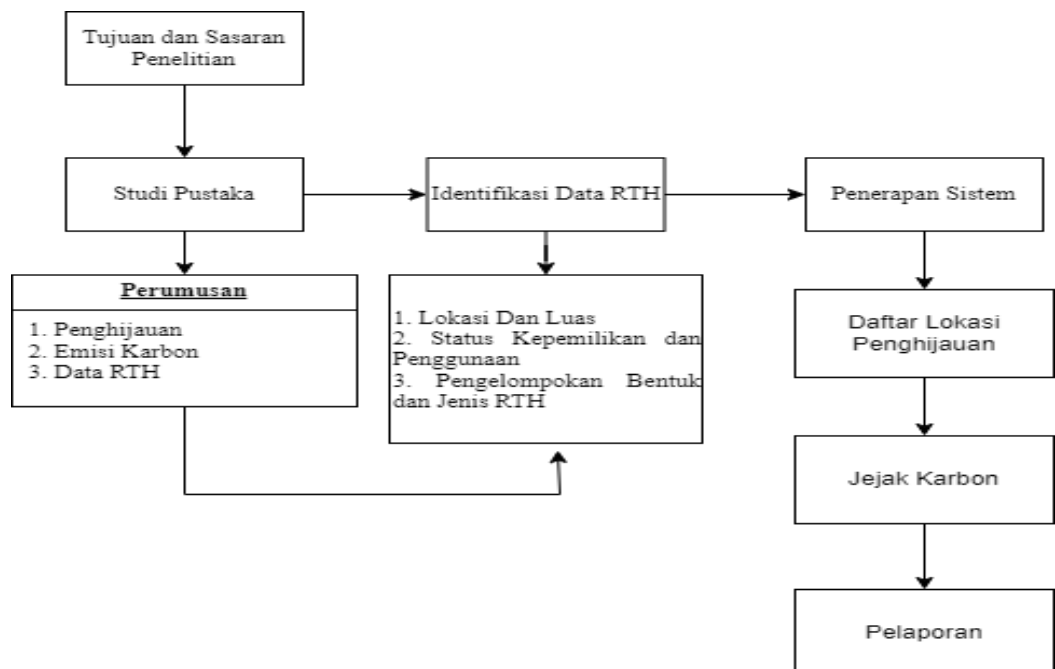 Tujuan dan Sasaran
Penelitian
Studi Pustaka
Identifikasi Data RTH
Penerapan Sistem
Perumusan
1. Penghijauan
2. Emisi Karbon
3. Data RTH
1. Lokasi Dan Luas
2. Status Kepemilikan dan
Penggunaan
3. Pengelompokan Bentuk
dan Jenis RTH
Daftar Lokasi
Penghijauan
Jejak Karbon
Pelaporan